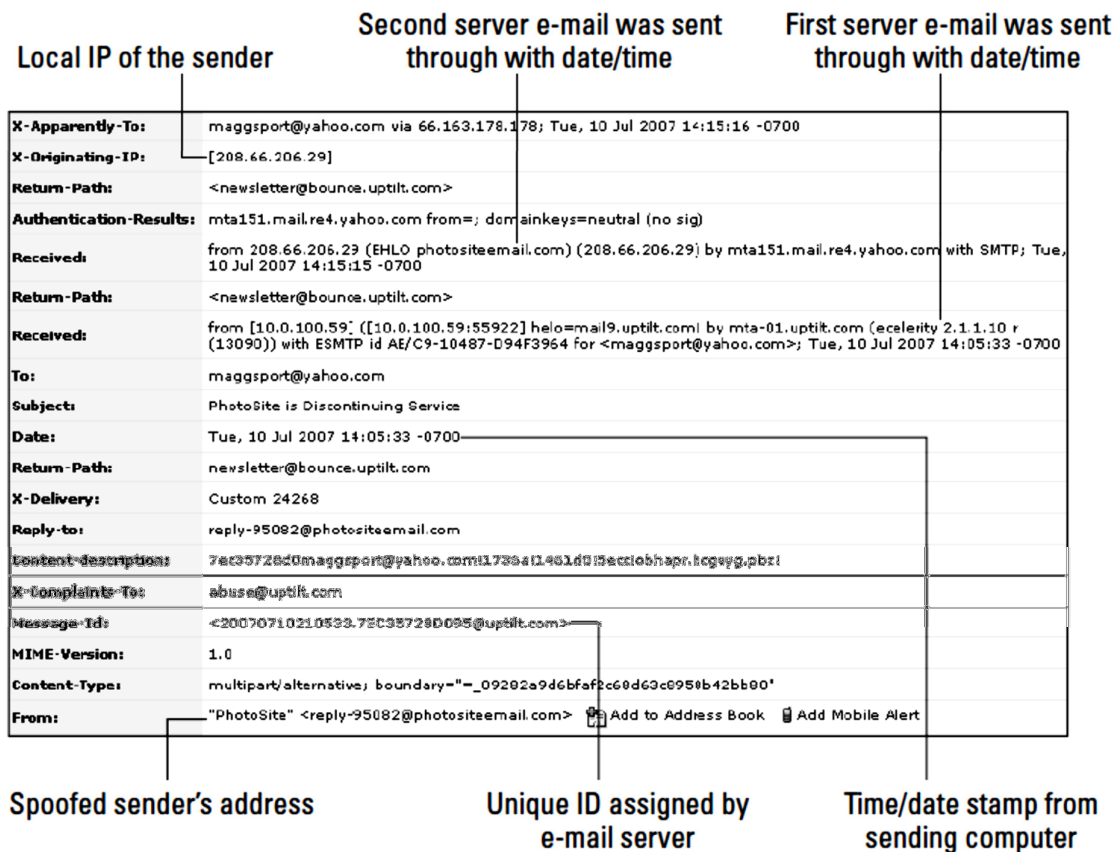 Second server e-mail was sent
through with date/time
First server e-mail was sent
through with date/time
Local IP of the sender
X-Apparently-To: maggsport@yahoo.com via 66.163.178.178; Tue, 10 Jul 2007 14:15:16 -0700
X-Originating-IP: [208.66.206.29]
Return-Path: <newsletter@bounce.uptilt.com>
Authentication-Results: mta151.mail.re4.yahoo.com from=; domainkeys=neutral (no sig)
Received: from 208.66.206.29 (EHLO photositeemail.com) (208.66.206.29) by mta151.mail.re4.yahoo.com with SMTP; Tue,
10 Jul 2007 14:15:15 -0700
Return-Path: <newsletter@bounce.uptilt.com>
Received: from [10.0.100.59] ([10.0.100.59:55922] helo=mail9.uptilt.com) by mta-01.uptilt.com (ecelerity 2.1.1.10 r
(13090)) with ESMTP id AE/C9-10487-D94F3964 for <maggsport@yahoo.com>; Tue, 10 Jul 2007 14:05:33 -0700
To: maggsport@yahoo.com
Subject: PhotoSite is Discontinuing Service
Date: Tue, 10 Jul 2007 14:05:33 -0700
Return-Path: newsletter@bounce.uptilt.com
X-Delivery: Custom 24268
Reply-to: reply-95082@photositeemail.com
Content-description:
X-Complaints-To: abuse@uptilt.com
Message-Id: <20070710210533.7EC35728D095@uptilt.com>
MIME-Version: 1.0
Content-Type: multipart/alternative;
From: "PhotoSite" <reply-95082@photositeemail.com> Add to Address Book Add Mobile Alert
Spoofed sender's address
Unique ID assigned by
e-mail server
Time/date stamp from
sending computer